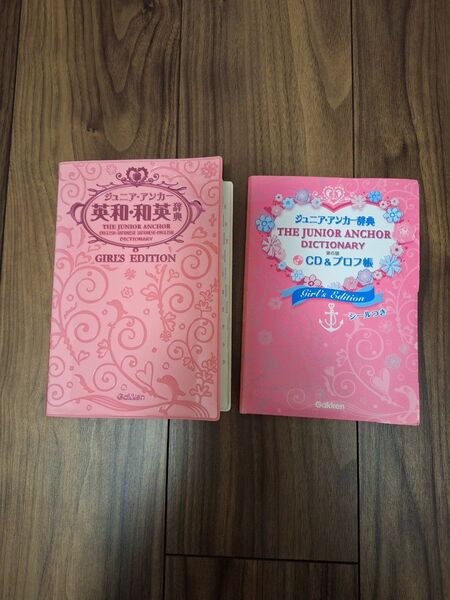 ジュニア・アンカー
英和・和英辞典
THE JUNIOR ANCHOR
ENGLISH-JAPANESE JAPANESE-ENGLISH
DICTIONARY
GIRL'S EDITION
Gakken
ジュニア・アンカー辞典
THE JUNIOR ANCHOR
DICTIONARY
第6版
CD&プロフ帳
Girl's Edition
シールつき
Gakken